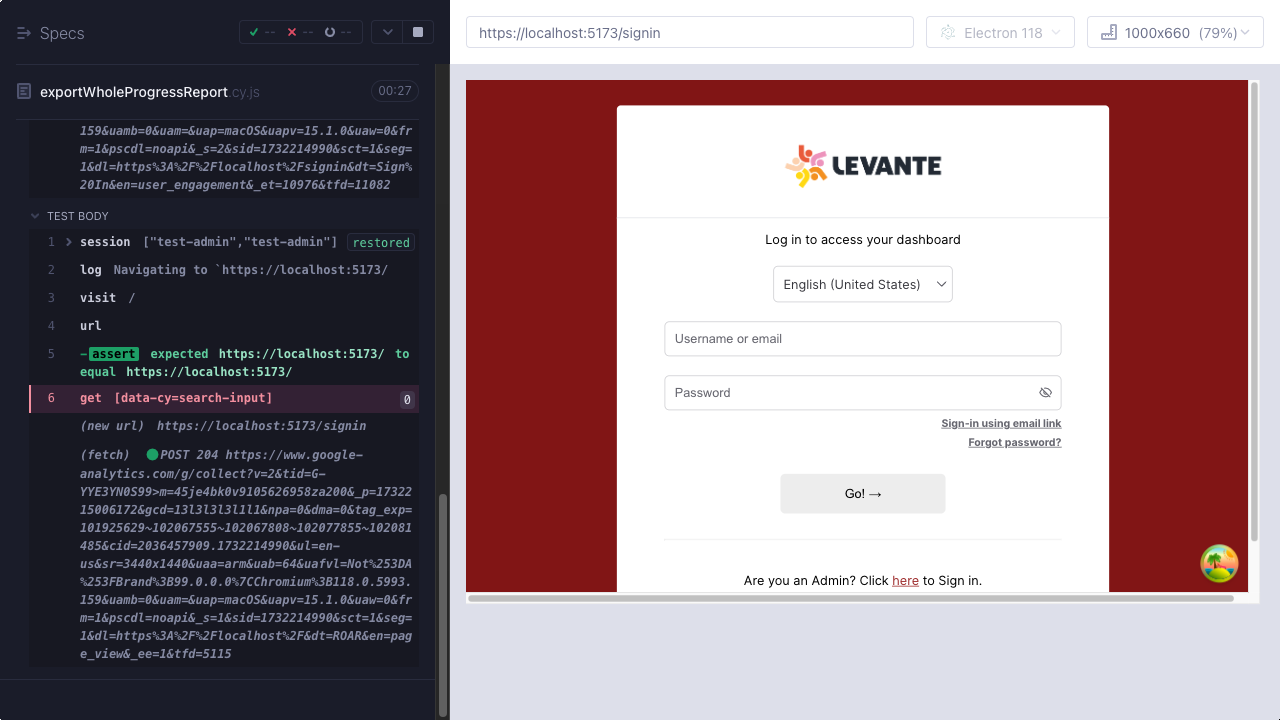 Specs
-- -- --
exportWholeProgressReport.cy.js 00:27
159&uamb=0&uam=&uap=macOS&uapv=15.1.0&uaw=0&fr
m=1&pscdl=noapi&_s=2&sid=1732214990&sct=1&seg=
1&dl=https%3A%2F%2Flocalhost%2Fsignin&dt=Sign%
20In&en=user_engagement&_et=10976&tfd=11082
TEST BODY
1 session ["test-admin","test-admin"] restored
2 log Navigating to `https://localhost:5173/
3 visit /
4 url
5 -assert expected https://localhost:5173/ to
equal https://localhost:5173/
6 get [data-cy=search-input] 0
(new url) https://localhost:5173/signin
(fetch) POST 204 https://www.google-
analytics.com/g/collect?v=2&tid=G-
YYE3YN0S99>m=45je4bk0v9105626958za200&_p=17322
15006172&gcd=13l3l3l3l1l1&npa=0&dma=0&tag_exp=
101925629~102067555~102067808~102077855~102081
485&cid=2036457909.1732214990&ul=en-
us&sr=3440x1440&uaa=arm&uab=64&uafvl=Not%253DA
%253FBrand%3B99.0.0.0%7CChromium%3B118.0.5993.
159&uamb=0&uam=&uap=macOS&uapv=15.1.0&uaw=0&fr
m=1&pscdl=noapi&_s=1&sid=1732214990&sct=1&seg=
1&dl=https%3A%2F%2Flocalhost%2F&dt=ROAR&en=pag
e_view&_ee=1&tfd=5115
https://localhost:5173/signin
Electron 118
1000x660 (79%)
LEVANTE
Log in to access your dashboard
English (United States)
Username or email
Password
Sign-in using email link
Forgot password?
Go! →
Are you an Admin? Click here to Sign in.